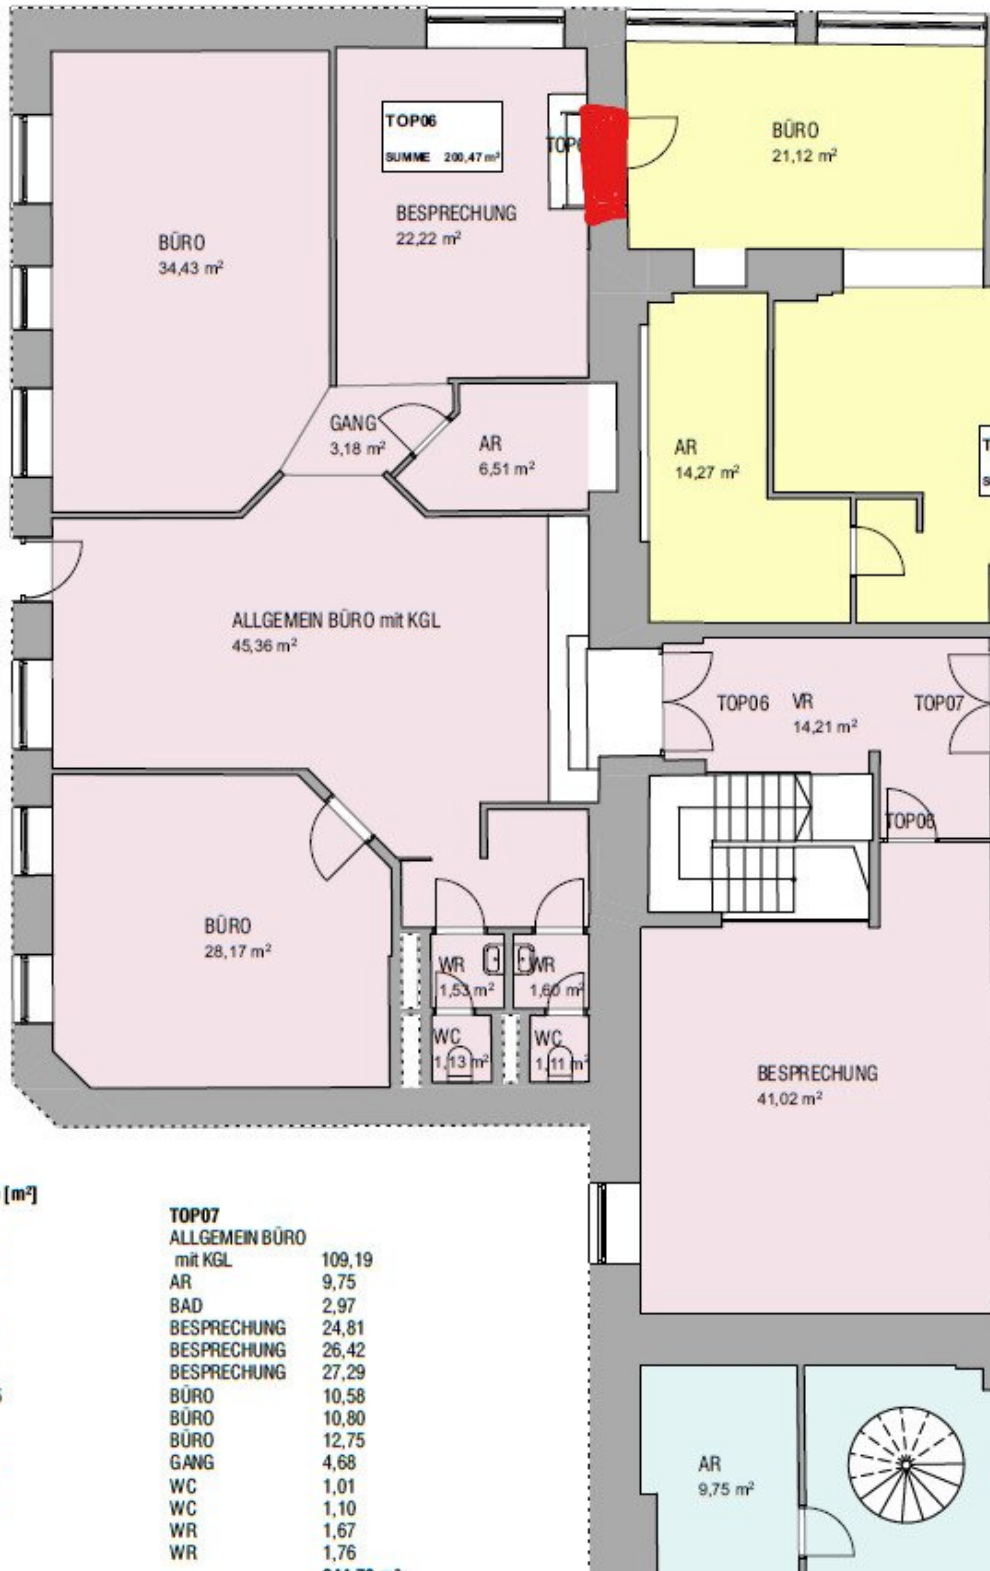 TOP06
SUMME 200,47 m²
BÜRO
21,12 m²
BESPRECHUNG
22,22 m²
BÜRO
34,43 m²
GANG
3,18 m²
AR
6,51 m²
AR
14,27 m²
ALLGEMEIN BÜRO mit KGL
45,36 m²
TOP06 VR TOP07
14,21 m²
TOP06
BÜRO
28,17 m²
WR
1,53 m²
WR
1,60 m²
WC
1,13 m²
WC
1,11 m²
BESPRECHUNG
41,02 m²
[m²]
TOP07
ALLGEMEIN BÜRO
mit KGL 109,19
AR 9,75
BAD 2,97
BESPRECHUNG 24,81
BESPRECHUNG 26,42
BESPRECHUNG 27,29
BÜRO 10,58
BÜRO 10,80
BÜRO 12,75
GANG 4,68
WC 1,01
WC 1,10
WR 1,67
WR 1,76
AR
9,75 m²